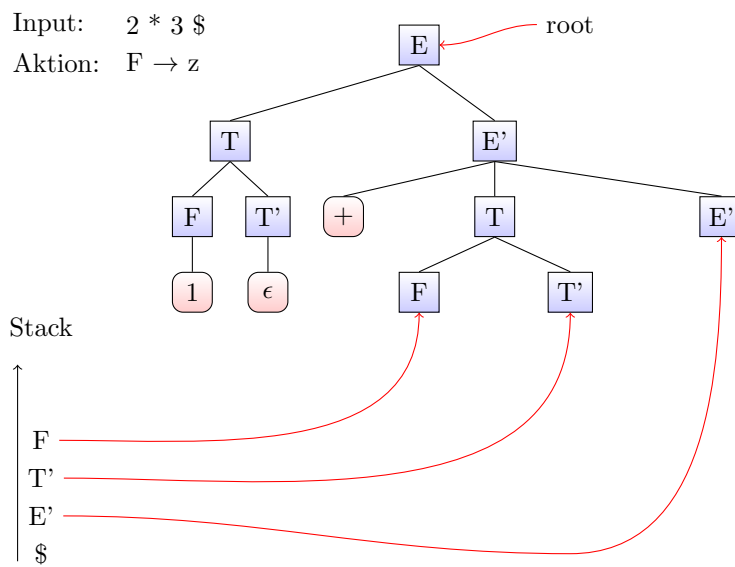 Input: 2 * 3 $
root
E
Aktion: F → z
T E'
F T' + T E'
1 ϵ F T'
Stack
F
T'
E'
$